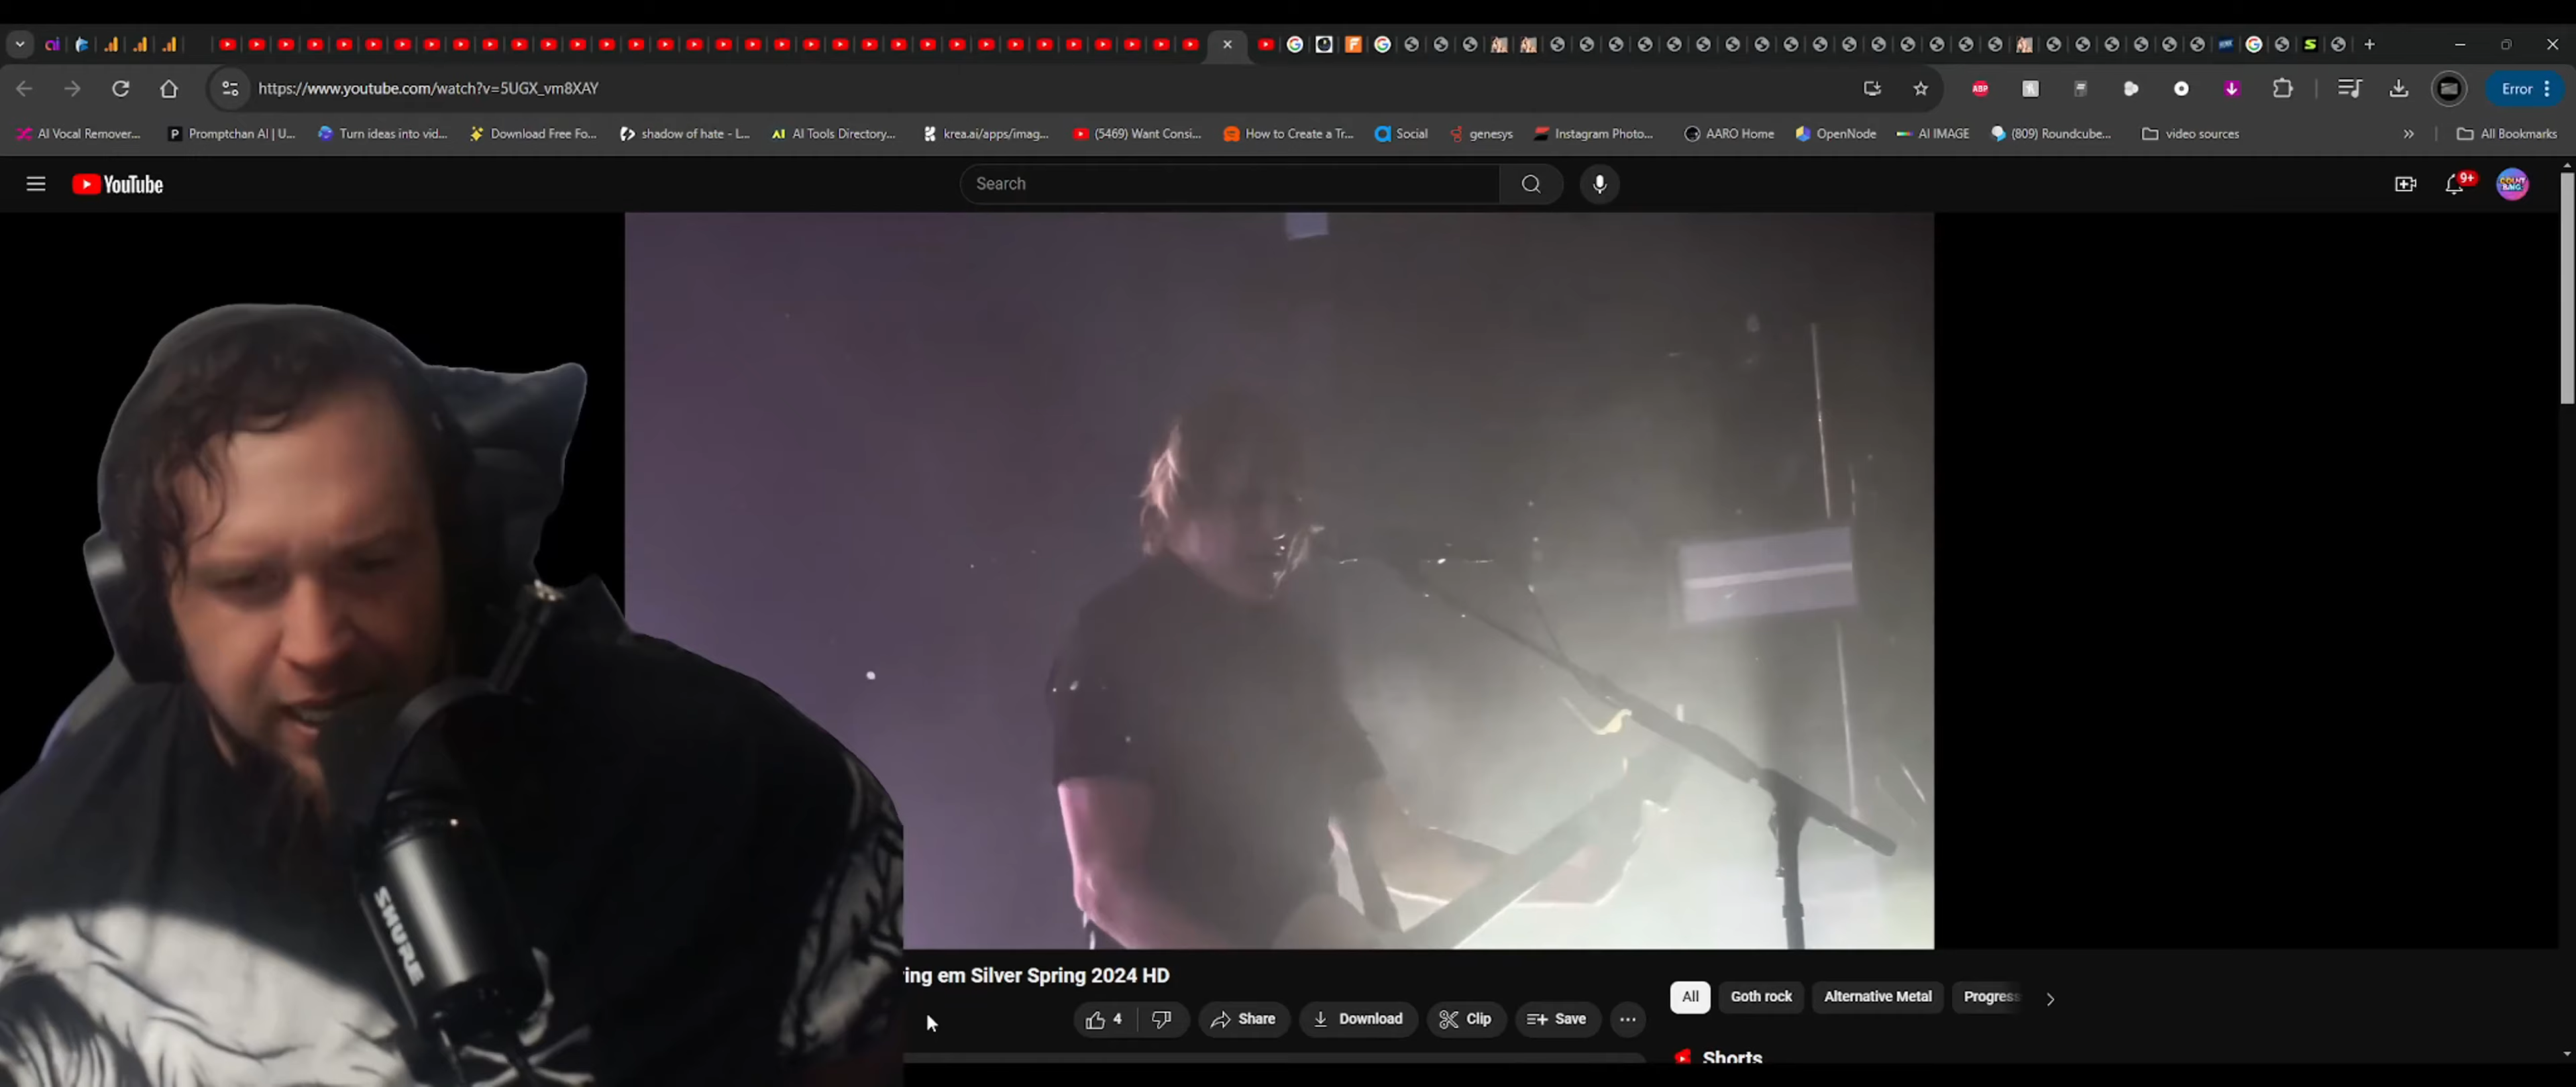 https://www.youtube.com/watch?v=5UGX_vm8XAY
ABP
Error
AI Vocal Remover...
Promptchan AI | U...
Turn ideas into vid...
Download Free Fo...
shadow of hate - L...
AI Tools Directory...
krea.ai/apps/imag...
(5469) Want Consi...
How to Create a Tr...
Social
genesys
Instagram Photo...
AARO Home
OpenNode
AI IMAGE
(809) Roundcube...
video sources
All Bookmarks
YouTube
Search
9+
SHURE
ing em Silver Spring 2024 HD
4
Share
Download
Clip
Save
All
Goth rock
Alternative Metal
Progress
Shorts